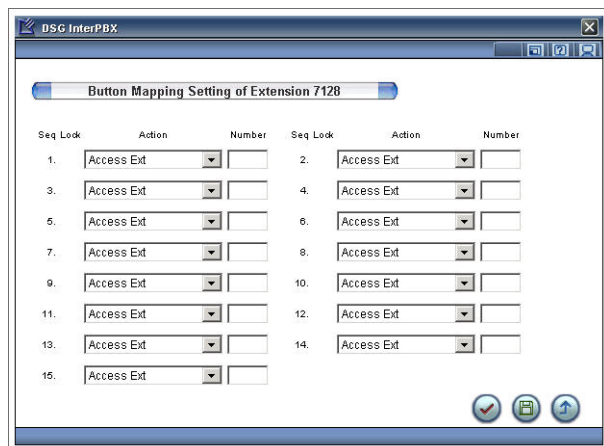 DSG InterPBX
Button Mapping Setting of Extension 7128
Seq Lock Action Number Seq Lock Action Number
1. Access Ext 2. Access Ext
3. Access Ext 4. Access Ext
5. Access Ext 6. Access Ext
7. Access Ext 8. Access Ext
9. Access Ext 10. Access Ext
11. Access Ext 12. Access Ext
13. Access Ext 14. Access Ext
15. Access Ext